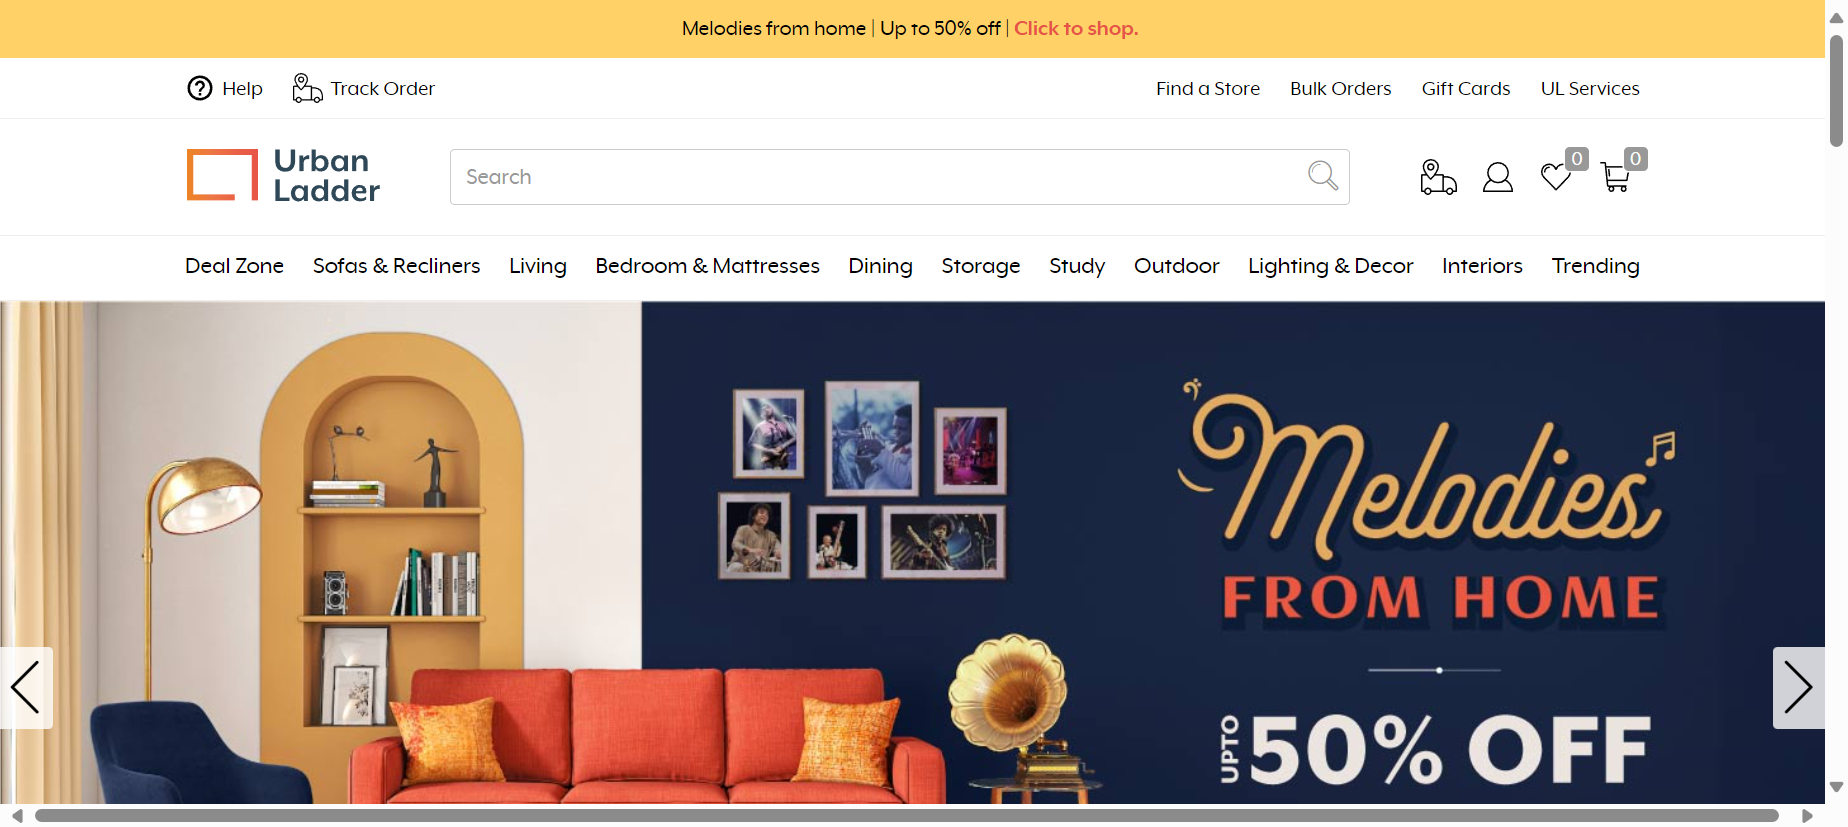 Melodies from home | Up to 50% off | Click to shop.
Help
Track Order
Find a Store
Bulk Orders
Gift Cards
UL Services
Urban
Ladder
Search
0
0
Deal Zone
Sofas & Recliners
Living
Bedroom & Mattresses
Dining
Storage
Study
Outdoor
Lighting & Decor
Interiors
Trending
Melodies
FROM HOME
UPTO
50% OFF